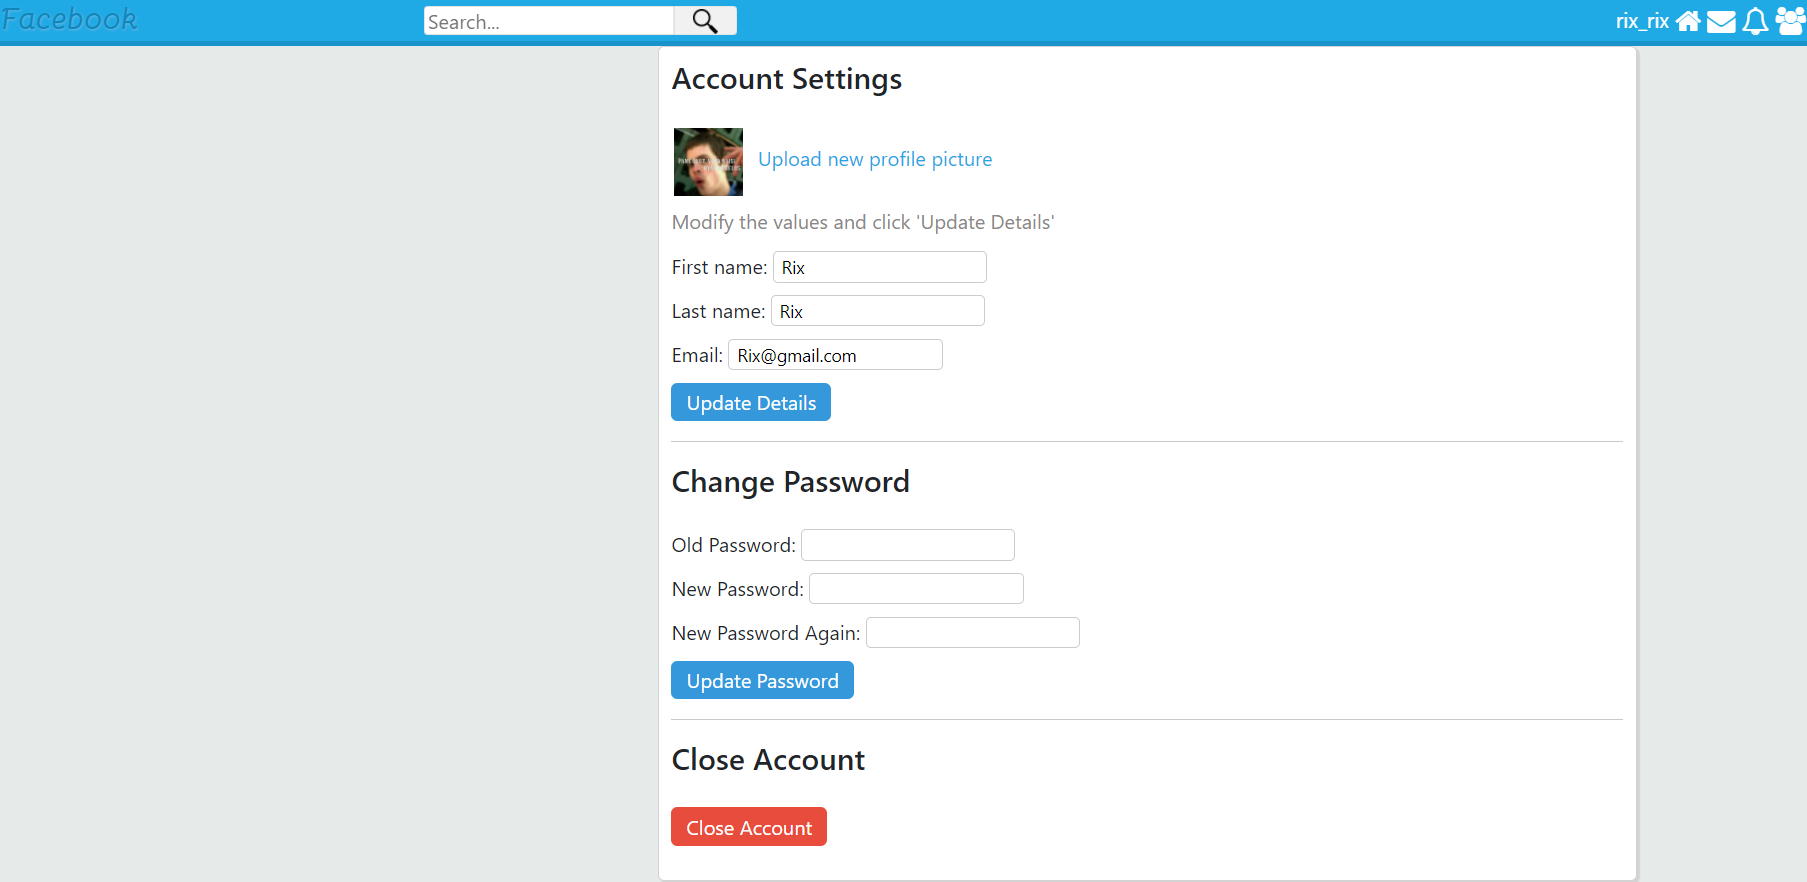 Facebook
Search...
rix_rix
Account Settings
Upload new profile picture
Modify the values and click 'Update Details'
First name: Rix
Last name: Rix
Email: Rix@gmail.com
Update Details
Change Password
Old Password:
New Password:
New Password Again:
Update Password
Close Account
Close Account